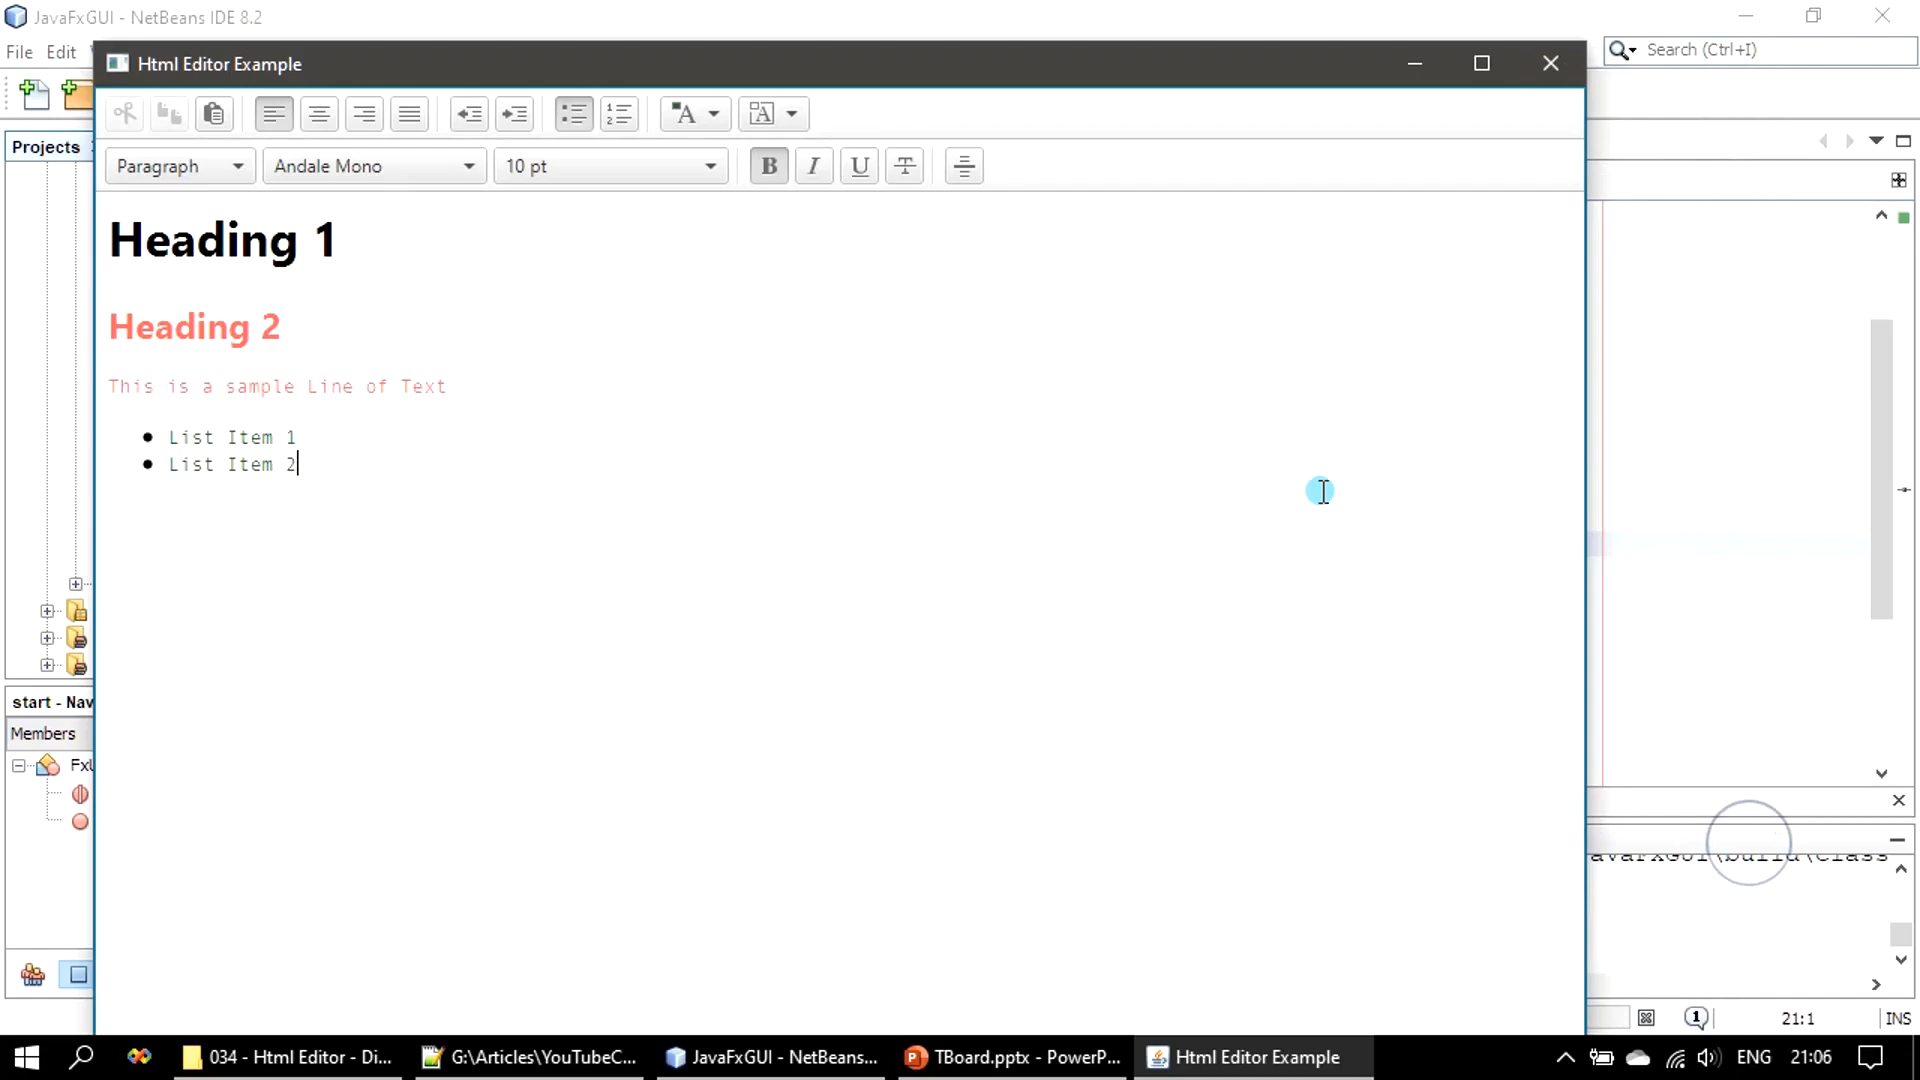 JavaFxGUI - NetBeans IDE 8.2
File Edit
Search (Ctrl+I)
Html Editor Example
Paragraph
Andale Mono
10 pt
B I U T
Projects
Heading 1
Heading 2
This is a sample Line of Text
List Item 1
List Item 2
start - Nav
Members
FxU
21:1
INS
034 - Html Editor - Di...
G:\Articles\YouTubeC...
JavaFxGUI - NetBeans...
TBoard.pptx - PowerP...
Html Editor Example
ENG
21:06